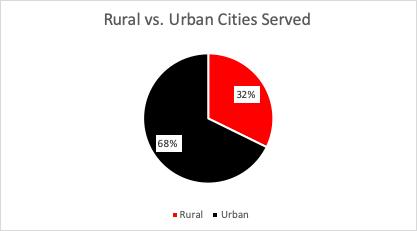 Rural vs. Urban Cities Served
32%
68%
Rural Urban